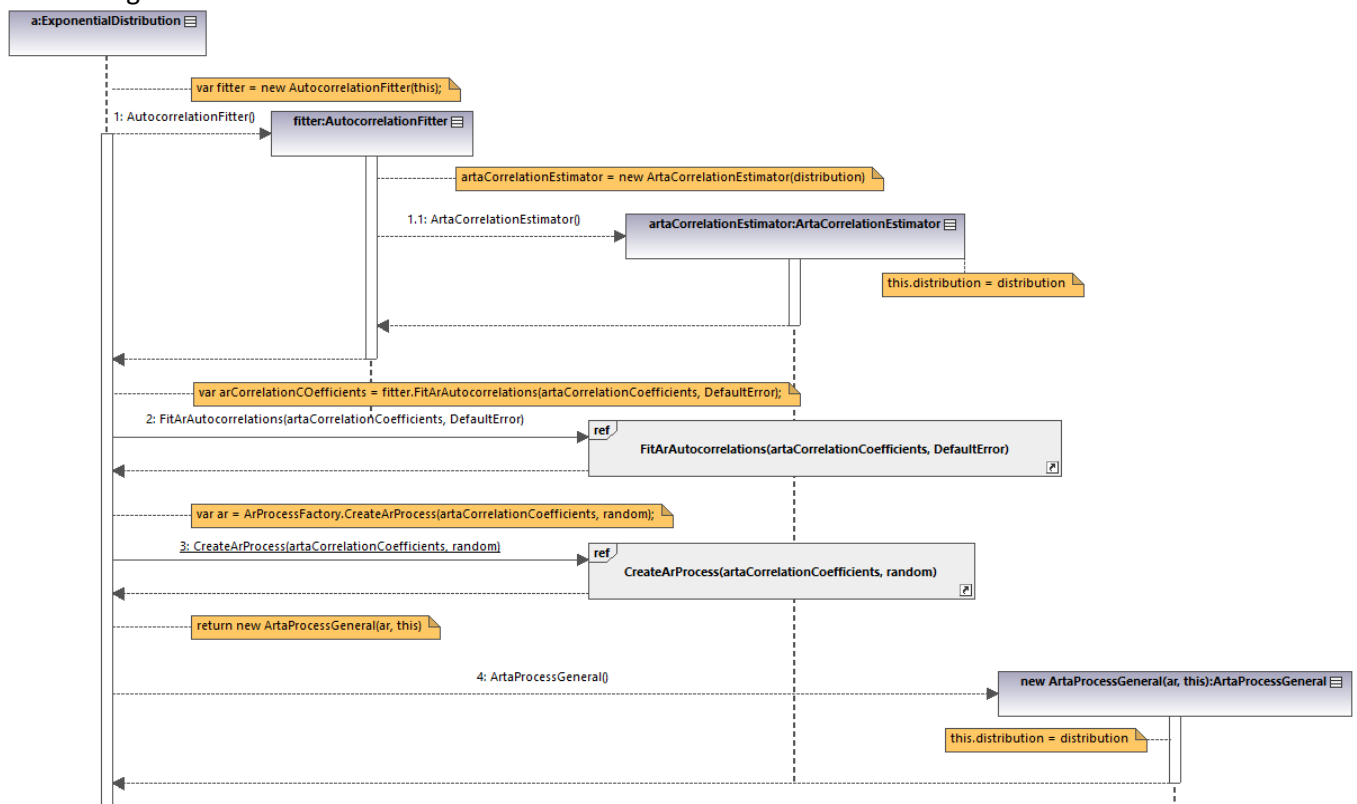 a:ExponentialDistribution
var fitter = new AutocorrelationFitter(this);
1: AutocorrelationFitter()
fitter:AutocorrelationFitter
artaCorrelationEstimator = new ArtaCorrelationEstimator(distribution)
1.1: ArtaCorrelationEstimator()
artaCorrelationEstimator:ArtaCorrelationEstimator
this.distribution = distribution
var arCorrelationCOefficients = fitter.FitArAutocorrelations(artaCorrelationCoefficients, DefaultError);
2: FitArAutocorrelations(artaCorrelationCoefficients, DefaultError)
ref
FitArAutocorrelations(artaCorrelationCoefficients, DefaultError)
var ar = ArProcessFactory.CreateArProcess(artaCorrelationCoefficients, random);
3: CreateArProcess(artaCorrelationCoefficients, random)
ref
CreateArProcess(artaCorrelationCoefficients, random)
return new ArtaProcessGeneral(ar, this)
4: ArtaProcessGeneral()
new ArtaProcessGeneral(ar, this):ArtaProcessGeneral
this.distribution = distribution